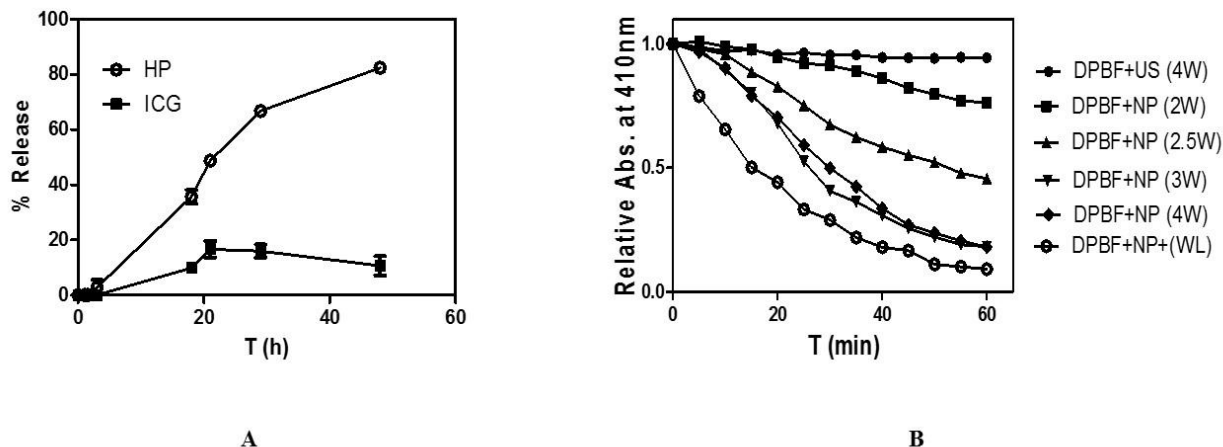 100
80
60
40
20
0
% Release
HP
ICG
0
20
40
60
T (h)
A
1.0
0.5
0.0
Relative Abs. at 410nm
0
20
40
60
T (min)
DPBF+US (4W)
DPBF+NP (2W)
DPBF+NP (2.5W)
DPBF+NP (3W)
DPBF+NP (4W)
DPBF+NP+(WL)
B